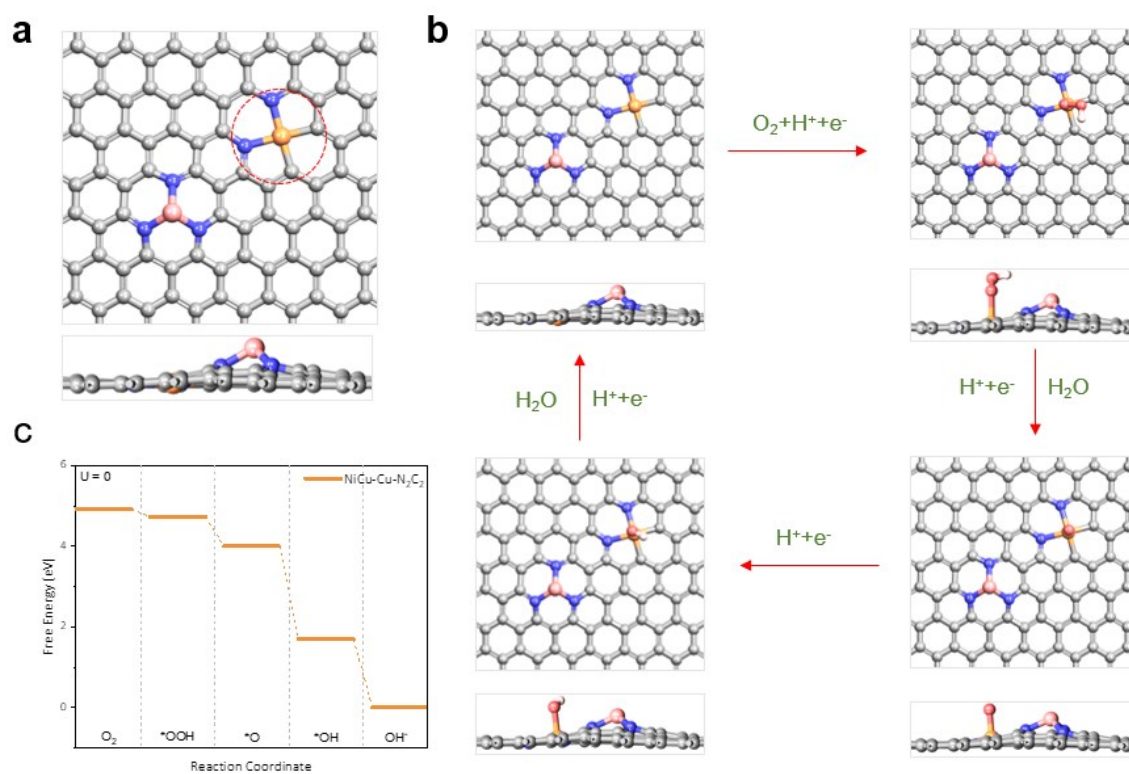 a
b
O₂+H⁺+e⁻
H₂O
H⁺+e⁻
H⁺+e⁻
H₂O
H⁺+e⁻
c
U = 0
NiCu-Cu-N₂C₂
Free Energy [eV]
6
4
2
0
O₂
*OOH
*O
*OH
OH⁻
Reaction Coordinate